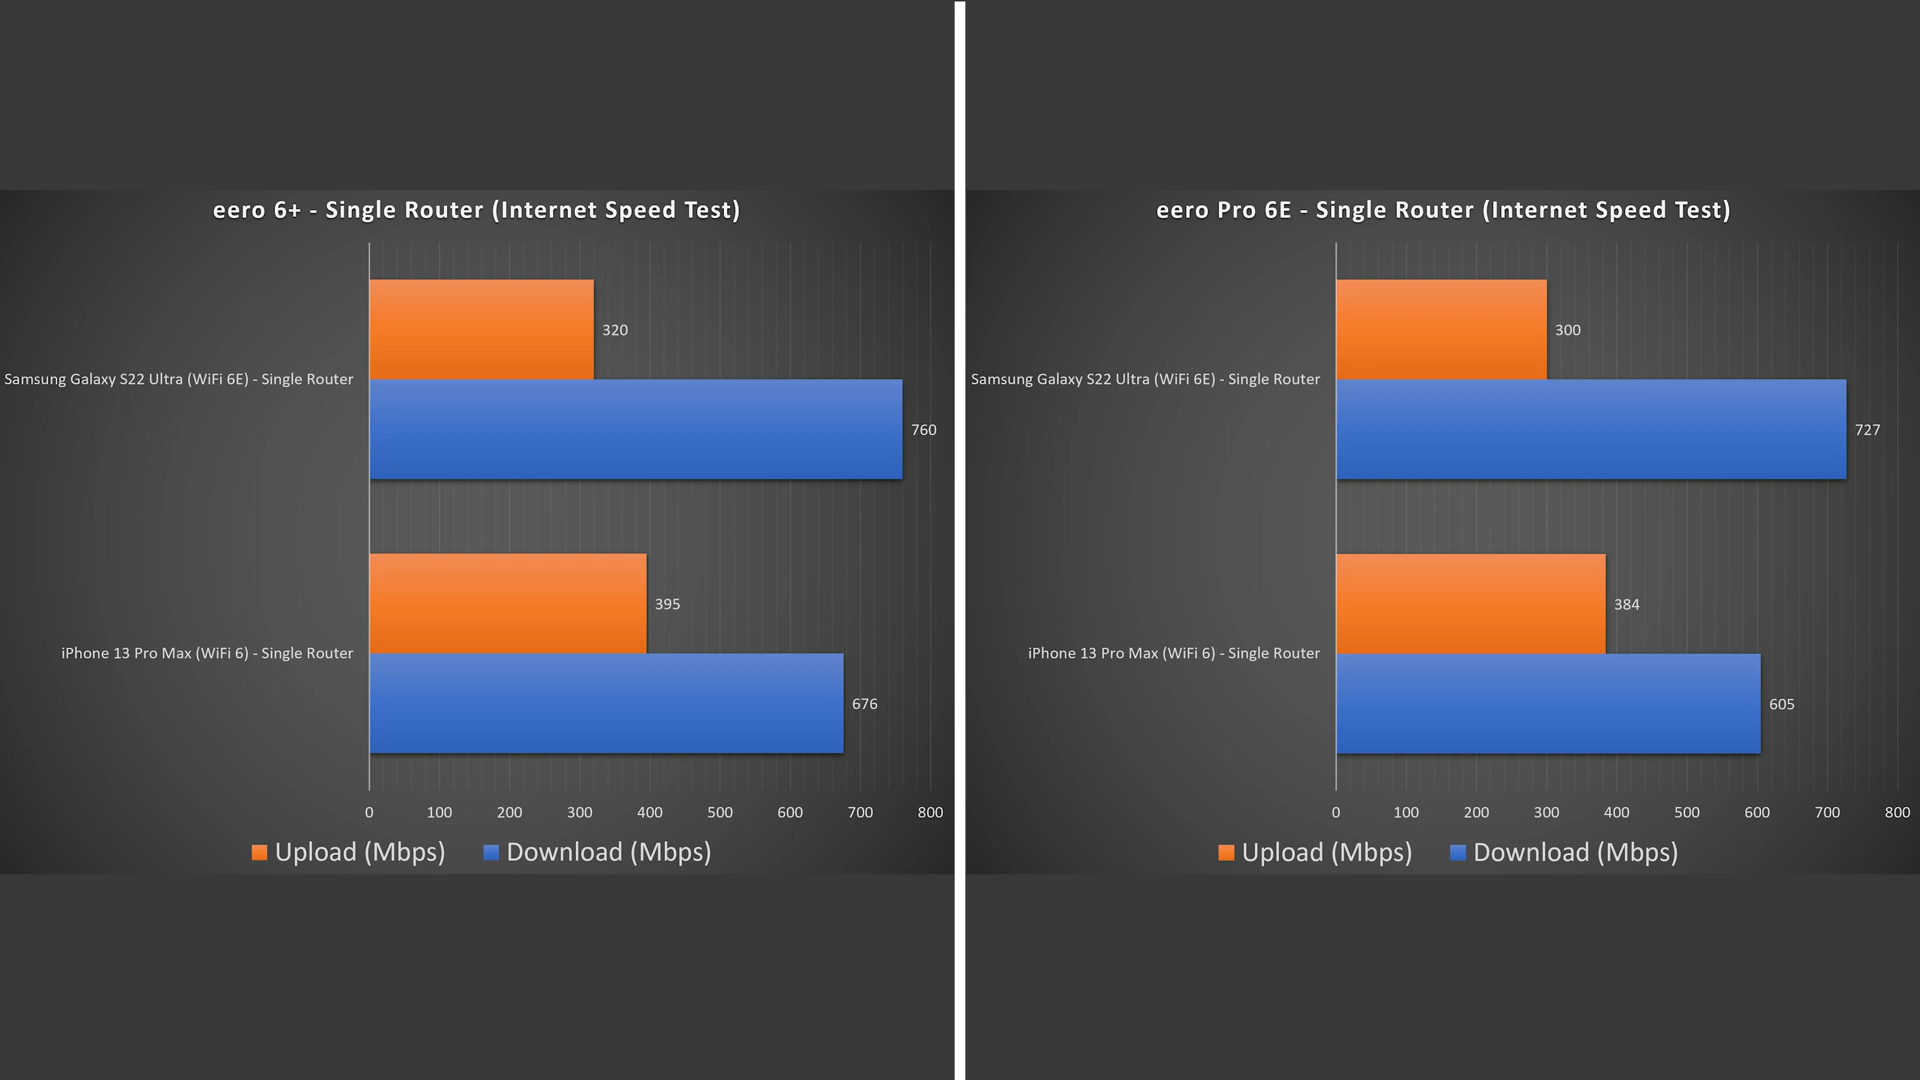 eero 6+ - Single Router (Internet Speed Test)
320
Samsung Galaxy S22 Ultra (WiFi 6E) - Single Router
760
395
iPhone 13 Pro Max (WiFi 6) - Single Router
676
0 100 200 300 400 500 600 700 800
Upload (Mbps) Download (Mbps)
eero Pro 6E - Single Router (Internet Speed Test)
300
Samsung Galaxy S22 Ultra (WiFi 6E) - Single Router
727
384
iPhone 13 Pro Max (WiFi 6) - Single Router
605
0 100 200 300 400 500 600 700 800
Upload (Mbps) Download (Mbps)